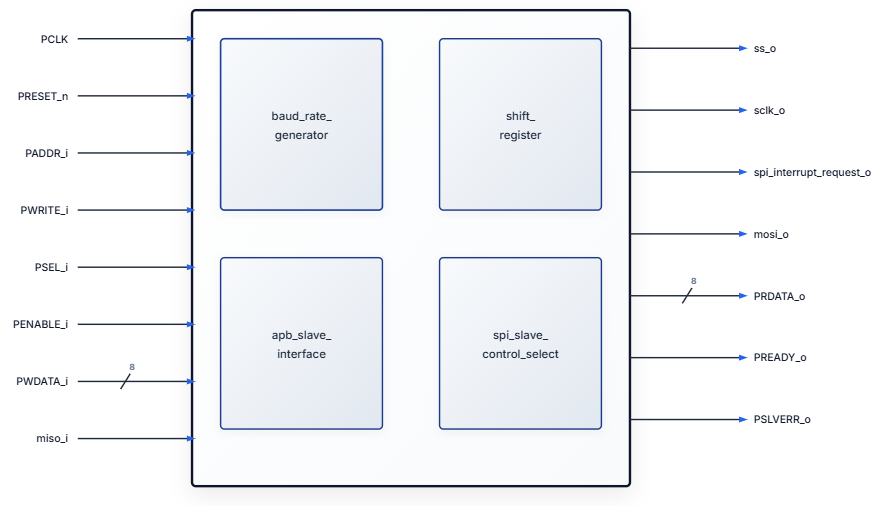 PCLK
PRESET_n
PADDR_i
PWRITE_i
PSEL_i
PENABLE_i
8
PWDATA_i
miso_i
baud_rate_
generator
shift_
register
apb_slave_
interface
spi_slave_
control_select
ss_o
sclk_o
spi_interrupt_request_o
mosi_o
8
PRDATA_o
PREADY_o
PSLVERR_o